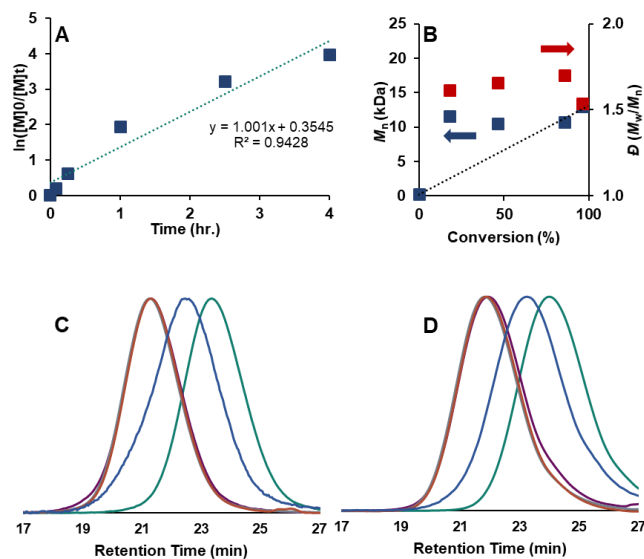 A
ln([M]0/[M]t)
5
4
3
2
1
0
y = 1.001x + 0.3545
R² = 0.9428
0
1
2
3
4
Time (hr.)
B
Mn (kDa)
25
20
15
10
5
0
2.0
1.5
1.0
Đ (Mw/Mn)
0
50
100
Conversion (%)
C
17
19
21
23
25
27
Retention Time (min)
D
17
19
21
23
25
27
Retention Time (min)